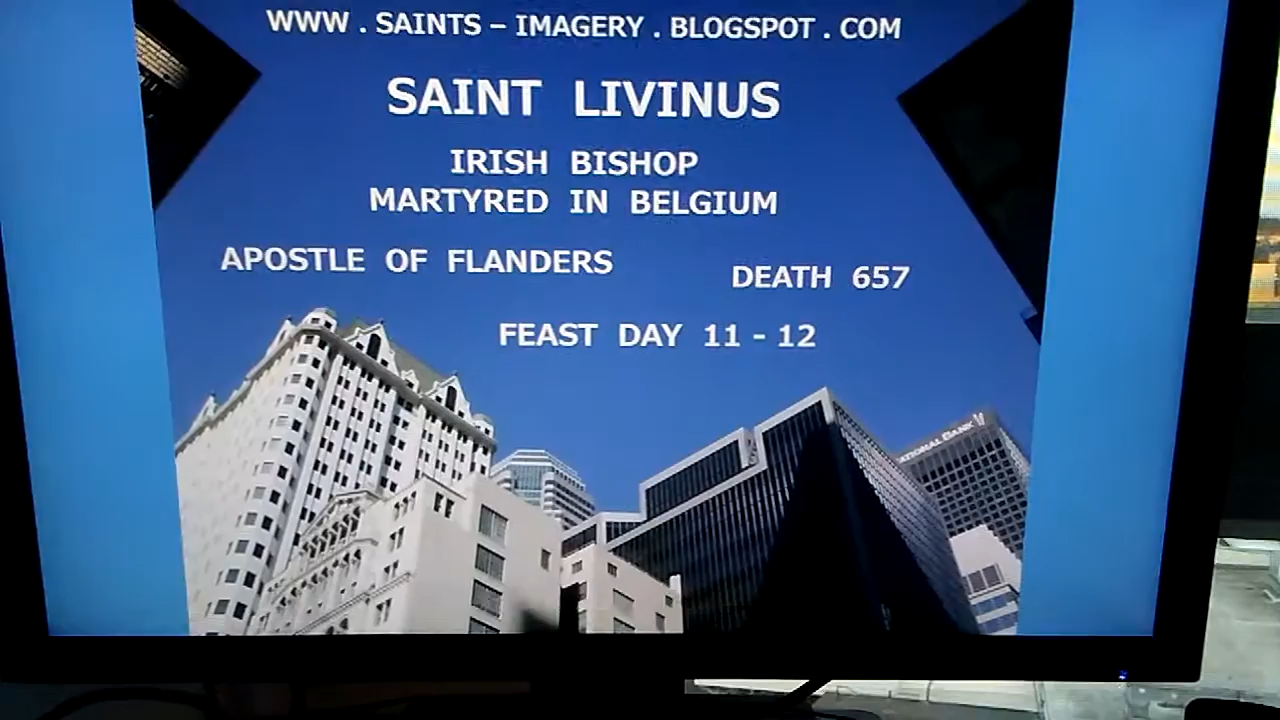 WWW . SAINTS – IMAGERY . BLOGSPOT . COM
SAINT LIVINUS
IRISH BISHOP
MARTYRED IN BELGIUM
APOSTLE OF FLANDERS
DEATH 657
FEAST DAY 11 - 12
BANK